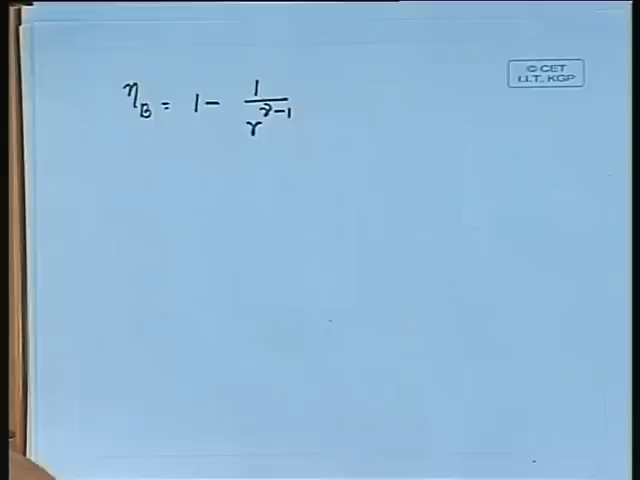 η_B = 1 - 1/r^(γ-1)
© CET
I.I.T. KGP